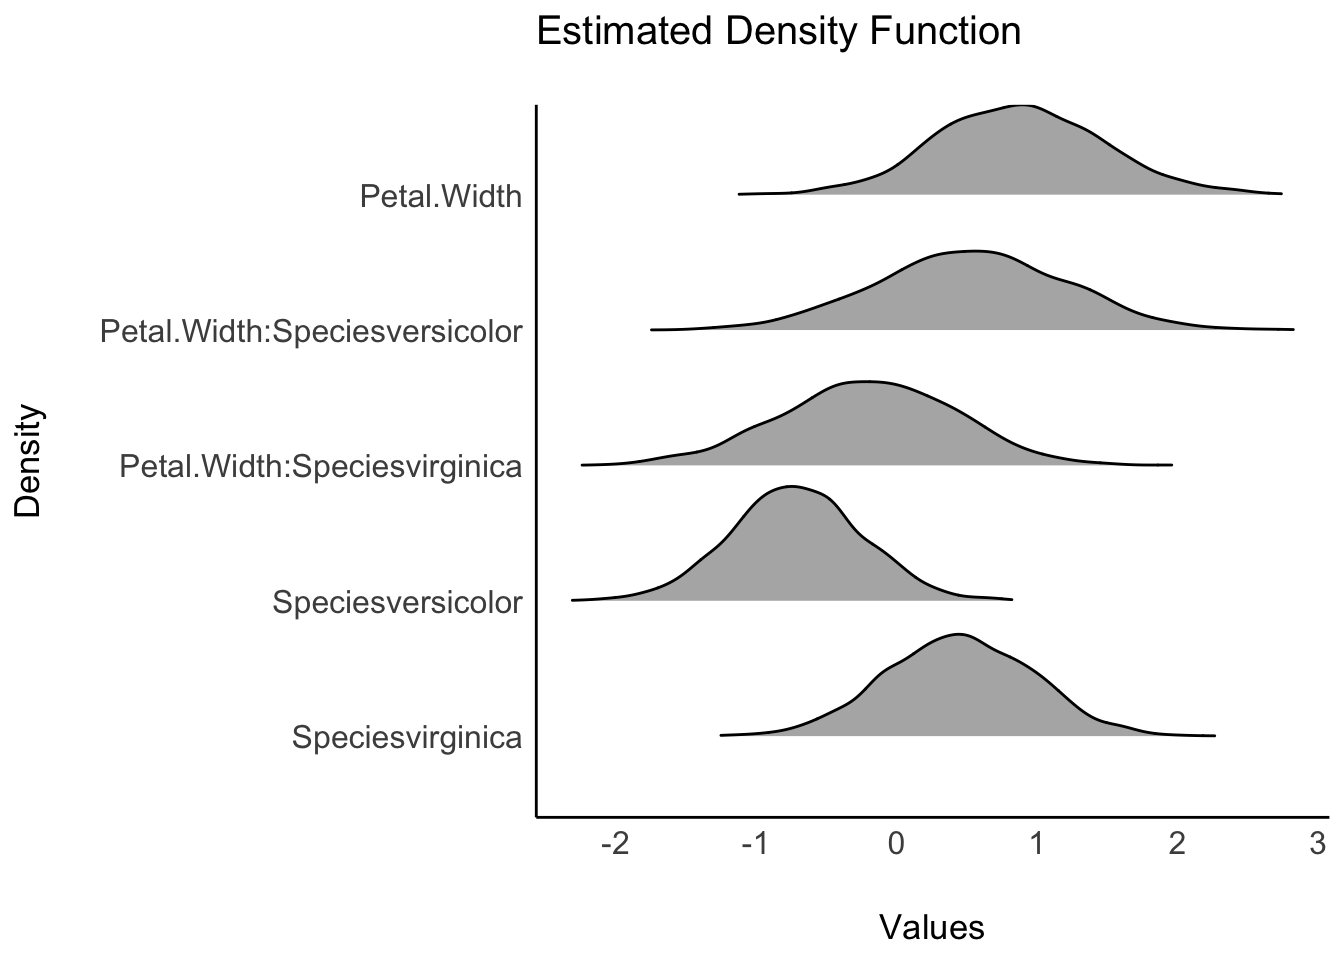 Estimated Density Function
Petal.Width
Petal.Width:Speciesversicolor
Petal.Width:Speciesvirginica
Speciesversicolor
Speciesvirginica
Density
-2 -1 0 1 2 3
Values